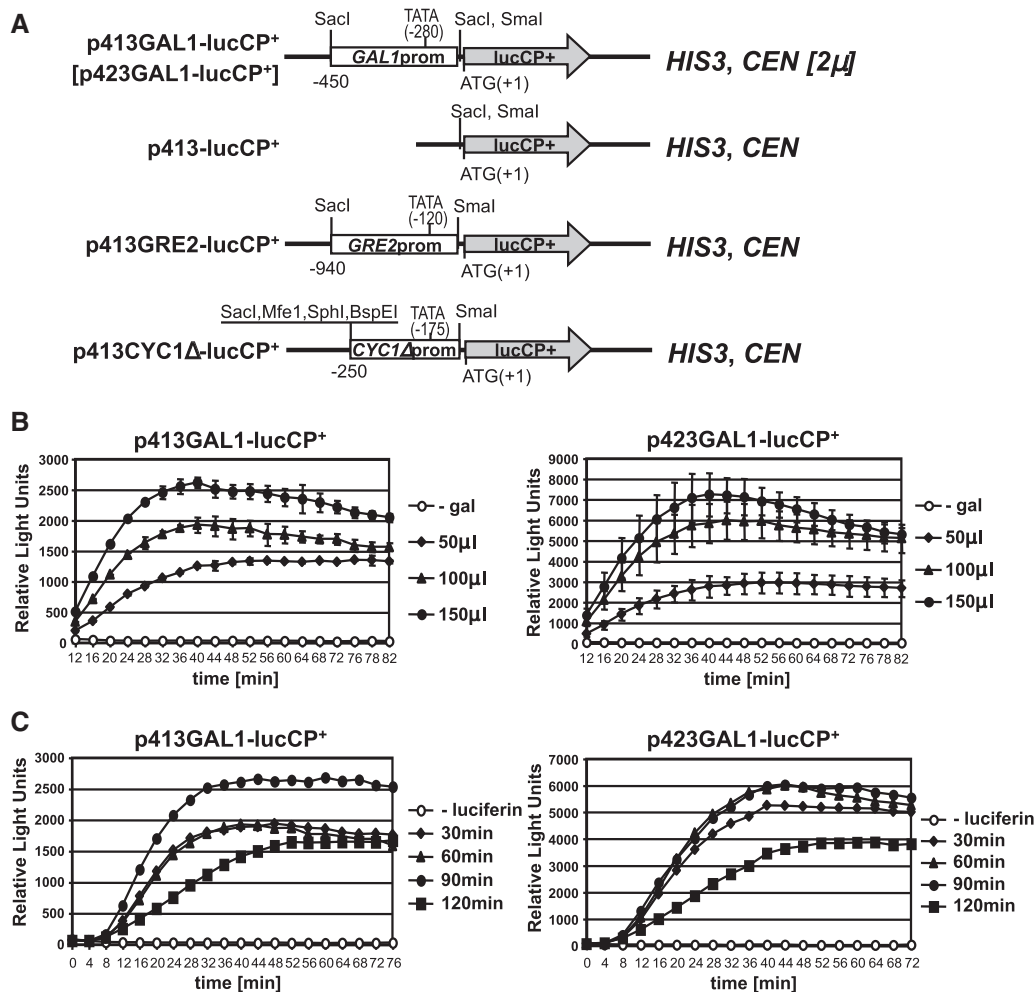 A
SacI
TATA
(-280)
SacI, SmaI
p413GAL1-lucCP+
[p423GAL1-lucCP+]
GAL1prom
lucCP+
HIS3, CEN [2µ]
-450
ATG(+1)
SacI, SmaI
p413-lucCP+
lucCP+
HIS3, CEN
ATG(+1)
SacI
TATA
(-120)
SmaI
p413GRE2-lucCP+
GRE2prom
lucCP+
HIS3, CEN
-940
ATG(+1)
SacI,Mfe1,SphI,BspEI
TATA
(-175)
SmaI
p413CYC1Δ-lucCP+
CYC1Δprom
lucCP+
HIS3, CEN
-250
ATG(+1)
B
p413GAL1-lucCP+
Relative Light Units
3000
2500
2000
1500
1000
500
0
12 16 20 24 28 32 36 40 44 48 52 56 60 64 68 72 76 78 82
time [min]
- gal
50µl
100µl
150µl
p423GAL1-lucCP+
Relative Light Units
9000
8000
7000
6000
5000
4000
3000
2000
1000
0
12 16 20 24 28 32 36 40 44 48 52 56 60 64 68 72 76 78 82
time [min]
- gal
50µl
100µl
150µl
C
p413GAL1-lucCP+
Relative Light Units
3000
2500
2000
1500
1000
500
0
0 4 8 12 16 20 24 28 32 36 40 44 48 52 56 60 64 68 72 76
time [min]
- luciferin
30min
60min
90min
120min
p423GAL1-lucCP+
Relative Light Units
7000
6000
5000
4000
3000
2000
1000
0
0 4 8 12 16 20 24 28 32 36 40 44 48 52 56 60 64 68 72
time [min]
- luciferin
30min
60min
90min
120min